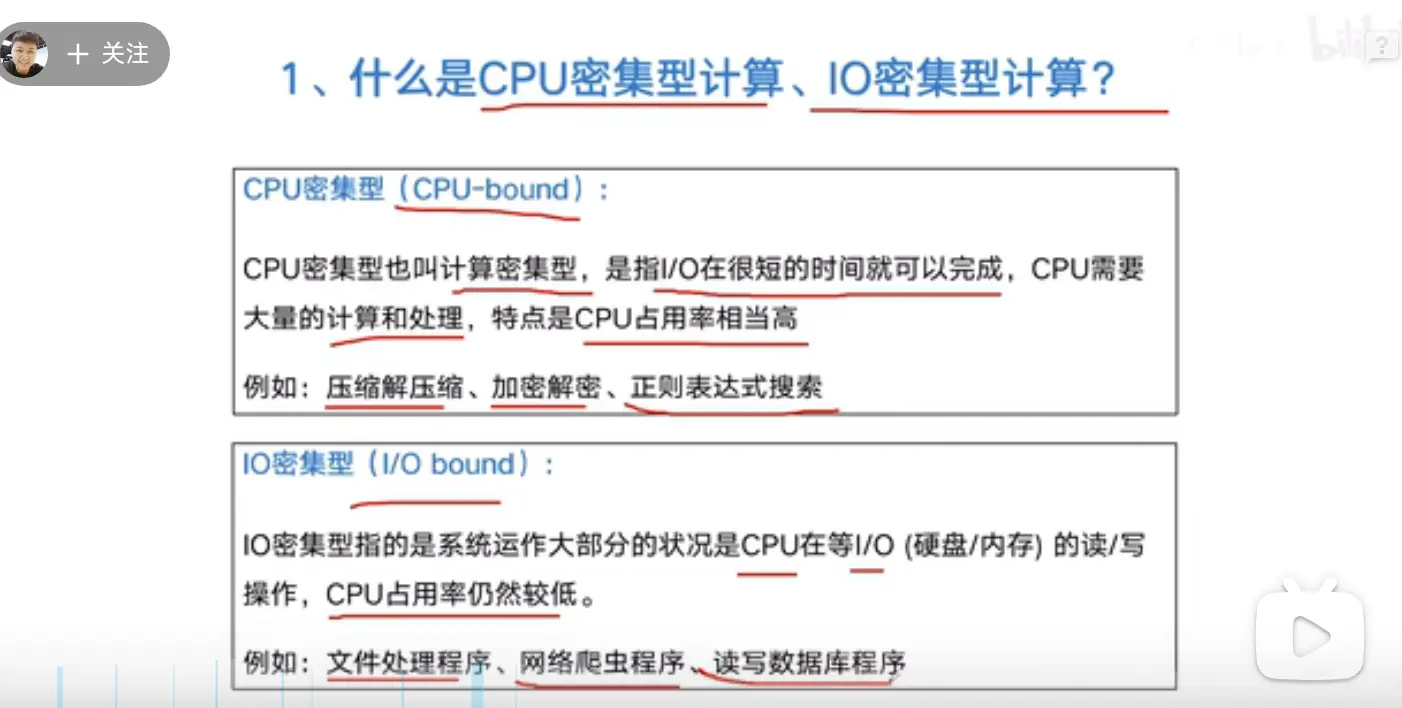 + 关注
1、什么是CPU密集型计算、IO密集型计算?
CPU密集型（CPU-bound）：
CPU密集型也叫计算密集型，是指I/O在很短的时间就可以完成，CPU需要
大量的计算和处理，特点是CPU占用率相当高
例如：压缩解压缩、加密解密、正则表达式搜索
IO密集型（I/O bound）：
IO密集型指的是系统运作大部分的状况是CPU在等I/O (硬盘/内存) 的读/写
操作，CPU占用率仍然较低。
例如：文件处理程序、网络爬虫程序、读写数据库程序